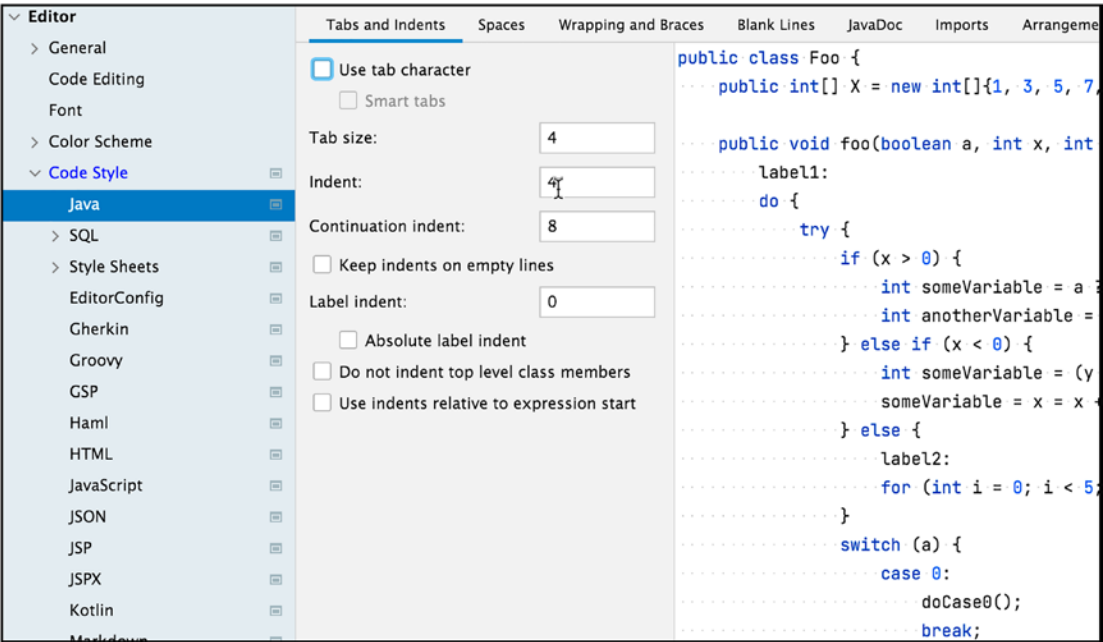 Editor
General
Code Editing
Font
Color Scheme
Code Style
Java
SQL
Style Sheets
EditorConfig
Gherkin
Groovy
GSP
Haml
HTML
JavaScript
JSON
JSP
JSPX
Kotlin
Markdown
Tabs and Indents Spaces Wrapping and Braces Blank Lines JavaDoc Imports Arrangeme
Use tab character
Smart tabs
Tab size: 4
Indent: 4
Continuation indent: 8
Keep indents on empty lines
Label indent: 0
Absolute label indent
Do not indent top level class members
Use indents relative to expression start
public class Foo {
public int[] X = new int[]{1, 3, 5, 7,
public void foo(boolean a, int x, int
label1:
do {
try {
if (x > 0) {
int someVariable = a ?
int anotherVariable =
} else if (x < 0) {
int someVariable = (y
someVariable = x = x +
} else {
label2:
for (int i = 0; i < 5;
}
switch (a) {
case 0:
doCase0();
break;